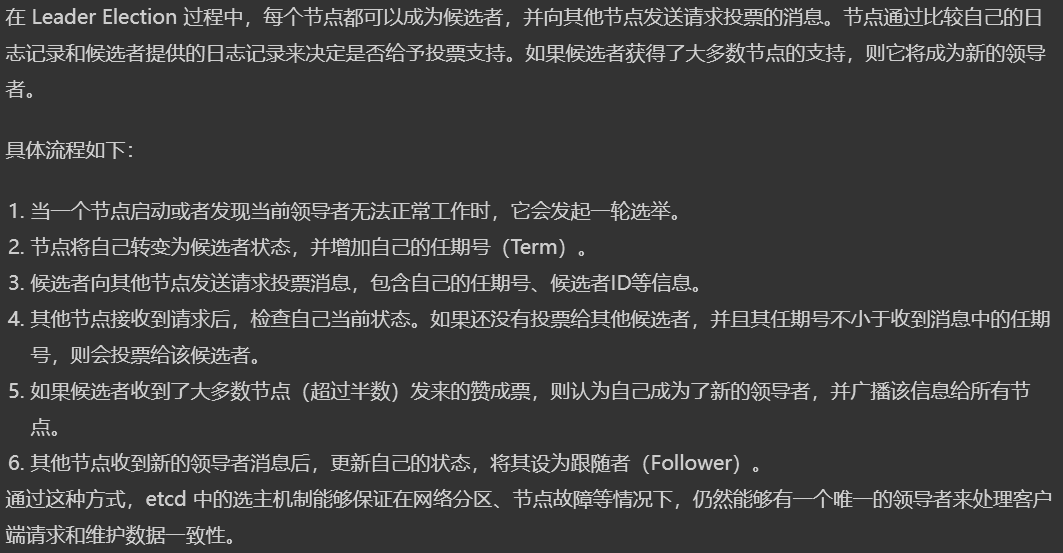 在 Leader Election 过程中，每个节点都可以成为候选者，并向其他节点发送请求投票的消息。节点通过比较自己的日
志记录和候选者提供的日志记录来决定是否给予投票支持。如果候选者获得了大多数节点的支持，则它将成为新的领导
者。
具体流程如下：
1. 当一个节点启动或者发现当前领导者无法正常工作时，它会发起一轮选举。
2. 节点将自己转变为候选者状态，并增加自己的任期号（Term）。
3. 候选者向其他节点发送请求投票消息，包含自己的任期号、候选者ID等信息。
4. 其他节点接收到请求后，检查自己当前状态。如果还没有投票给其他候选者，并且其任期号不小于收到消息中的任期
号，则会投票给该候选者。
5. 如果候选者收到了大多数节点（超过半数）发来的赞成票，则认为自己成为了新的领导者，并广播该信息给所有节
点。
6. 其他节点收到新的领导者消息后，更新自己的状态，将其设为跟随者（Follower）。
通过这种方式，etcd 中的选主机制能够保证在网络分区、节点故障等情况下，仍然能够有一个唯一的领导者来处理客户
端请求和维护数据一致性。